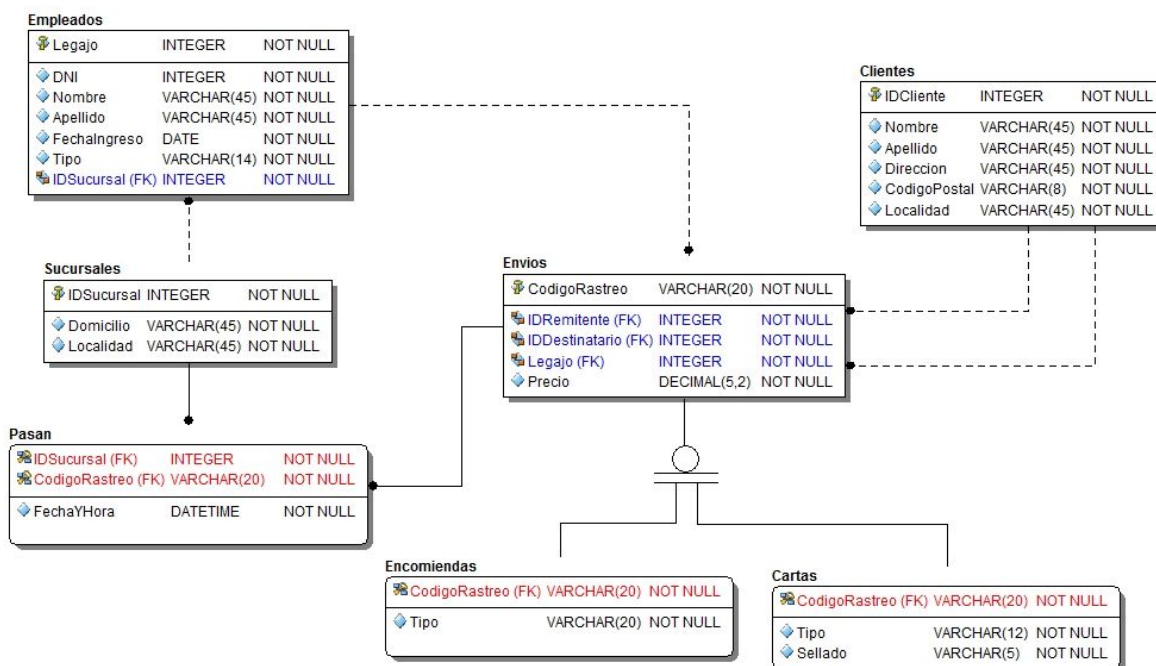 Empleados
Legajo INTEGER NOT NULL
DNI INTEGER NOT NULL
Nombre VARCHAR(45) NOT NULL
Apellido VARCHAR(45) NOT NULL
FechaIngreso DATE NOT NULL
Tipo VARCHAR(14) NOT NULL
IDSucursal (FK) INTEGER NOT NULL
Clientes
IDCliente INTEGER NOT NULL
Nombre VARCHAR(45) NOT NULL
Apellido VARCHAR(45) NOT NULL
Direccion VARCHAR(45) NOT NULL
CodigoPostal VARCHAR(8) NOT NULL
Localidad VARCHAR(45) NOT NULL
Sucursales
IDSucursal INTEGER NOT NULL
Domicilio VARCHAR(45) NOT NULL
Localidad VARCHAR(45) NOT NULL
Envios
CodigoRastreo VARCHAR(20) NOT NULL
IDRemitente (FK) INTEGER NOT NULL
IDDestinatario (FK) INTEGER NOT NULL
Legajo (FK) INTEGER NOT NULL
Precio DECIMAL(5,2) NOT NULL
Pasan
IDSucursal (FK) INTEGER NOT NULL
CodigoRastreo (FK) VARCHAR(20) NOT NULL
FechaYHora DATETIME NOT NULL
Encomiendas
CodigoRastreo (FK) VARCHAR(20) NOT NULL
Tipo VARCHAR(20) NOT NULL
Cartas
CodigoRastreo (FK) VARCHAR(20) NOT NULL
Tipo VARCHAR(12) NOT NULL
Sellado VARCHAR(5) NOT NULL